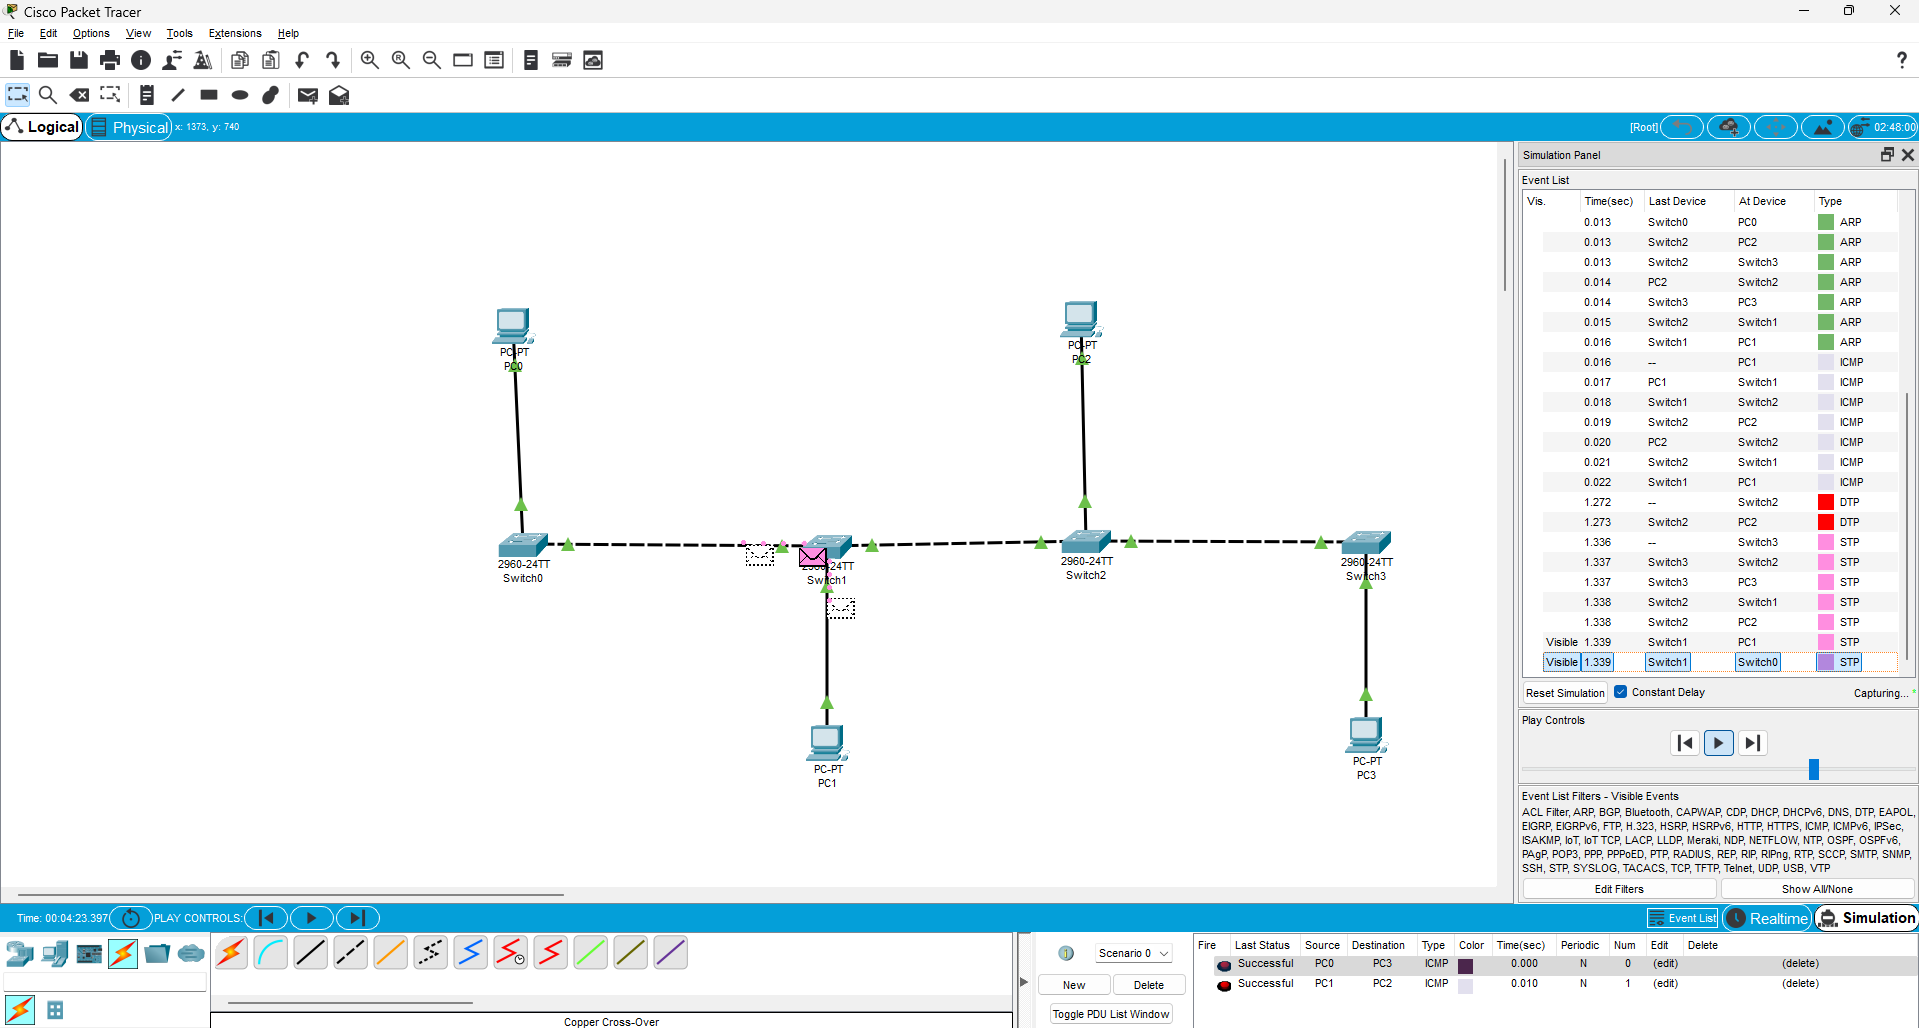 Cisco Packet Tracer
File Edit Options View Tools Extensions Help
Logical Physical x: 1373, y: 740 [Root] 02:48:00
Simulation Panel
Event List
Vis. Time(sec) Last Device At Device Type
0.013 Switch0 PC0 ARP
0.013 Switch2 PC2 ARP
0.013 Switch2 Switch3 ARP
0.014 PC2 Switch2 ARP
0.014 Switch3 PC3 ARP
0.015 Switch2 Switch1 ARP
0.016 Switch1 PC1 ARP
0.016 -- PC1 ICMP
0.017 PC1 Switch1 ICMP
0.018 Switch1 Switch2 ICMP
0.019 Switch2 PC2 ICMP
0.020 PC2 Switch2 ICMP
0.021 Switch2 Switch1 ICMP
0.022 Switch1 PC1 ICMP
1.272 -- Switch2 DTP
1.273 Switch2 PC2 DTP
1.336 -- Switch3 STP
1.337 Switch3 Switch2 STP
1.337 Switch3 PC3 STP
1.338 Switch2 Switch1 STP
1.338 Switch2 PC2 STP
Visible 1.339 Switch1 PC1 STP
Visible 1.339 Switch1 Switch0 STP
Reset Simulation Constant Delay Capturing... *
Play Controls
Event List Filters - Visible Events
ACL Filter, ARP, BGP, Bluetooth, CAPWAP, CDP, DHCP, DHCPv6, DNS, DTP, EAPOL,
EIGRP, EIGRPv6, FTP, H.323, HSRP, HSRPv6, HTTP, HTTPS, ICMP, ICMPv6, IPSec,
ISAKMP, IoT, IoT TCP, LACP, LLDP, Meraki, NDP, NETFLOW, NTP, OSPF, OSPFv6,
PAgP, POP3, PPP, PPPoED, PTP, RADIUS, REP, RIP, RIPng, RTP, SCCP, SMTP, SNMP,
SSH, STP, SYSLOG, TACACS, TCP, TFTP, Telnet, UDP, USB, VTP
Edit Filters Show All/None
PC-PT
PC0
PC-PT
PC2
2960-24TT
Switch0
2960-24TT
Switch1
2960-24TT
Switch2
2960-24TT
Switch3
PC-PT
PC1
PC-PT
PC3
Time: 00:04:23.397 PLAY CONTROLS: Event List Realtime Simulation
Copper Cross-Over
Scenario 0
New Delete
Toggle PDU List Window
Fire Last Status Source Destination Type Color Time(sec) Periodic Num Edit Delete
Successful PC0 PC3 ICMP 0.000 N 0 (edit) (delete)
Successful PC1 PC2 ICMP 0.010 N 1 (edit) (delete)